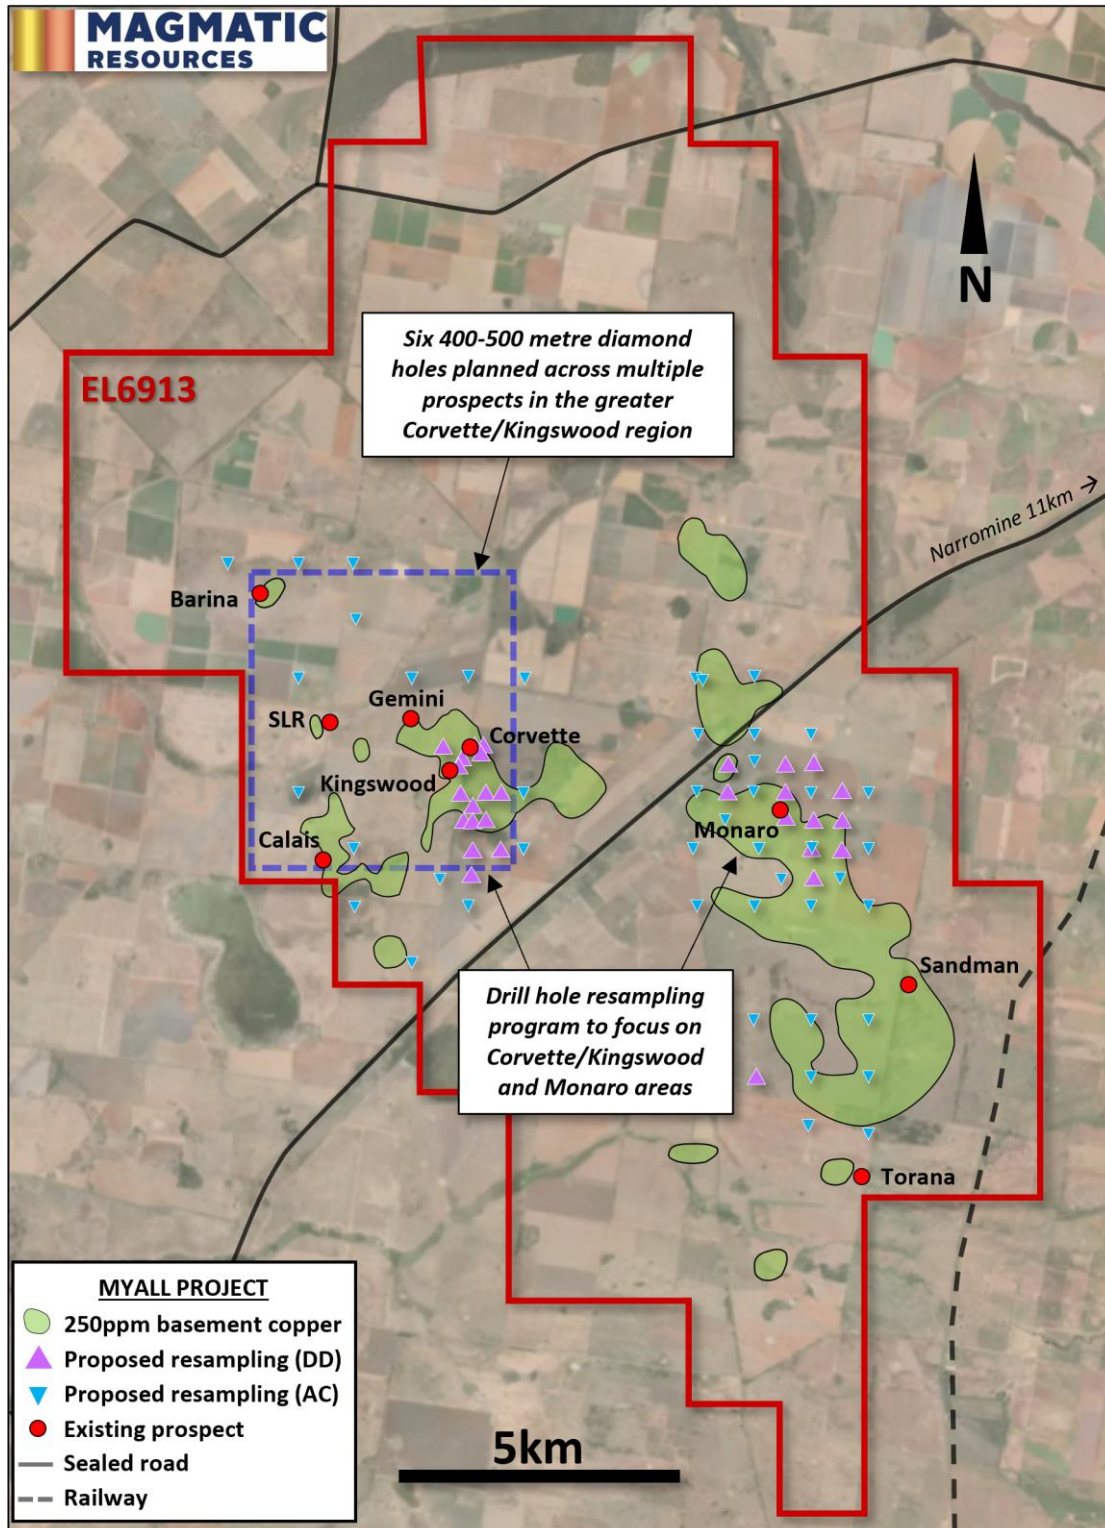 MAGMATIC
RESOURCES
N
Six 400-500 metre diamond
holes planned across multiple
prospects in the greater
Corvette/Kingswood region
EL6913
Narromine 11km →
Barina
Gemini
SLR
Corvette
Kingswood
Monaro
Calais
Sandman
Drill hole resampling
program to focus on
Corvette/Kingswood
and Monaro areas
Torana
MYALL PROJECT
250ppm basement copper
Proposed resampling (DD)
Proposed resampling (AC)
Existing prospect
Sealed road
Railway
5km